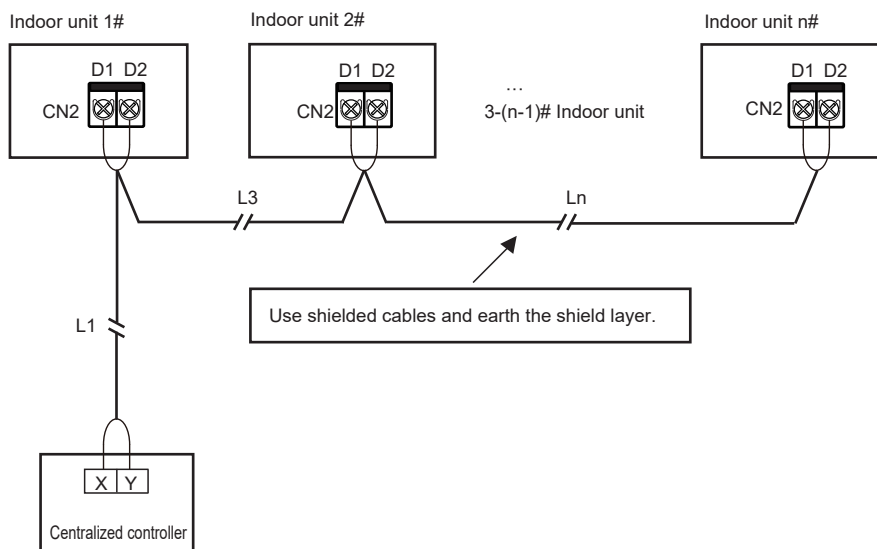 Indoor unit 1#
Indoor unit 2#
Indoor unit n#
D1 D2
CN2
D1 D2
CN2
...
3-(n-1)# Indoor unit
D1 D2
CN2
L3
Ln
Use shielded cables and earth the shield layer.
L1
X Y
Centralized controller